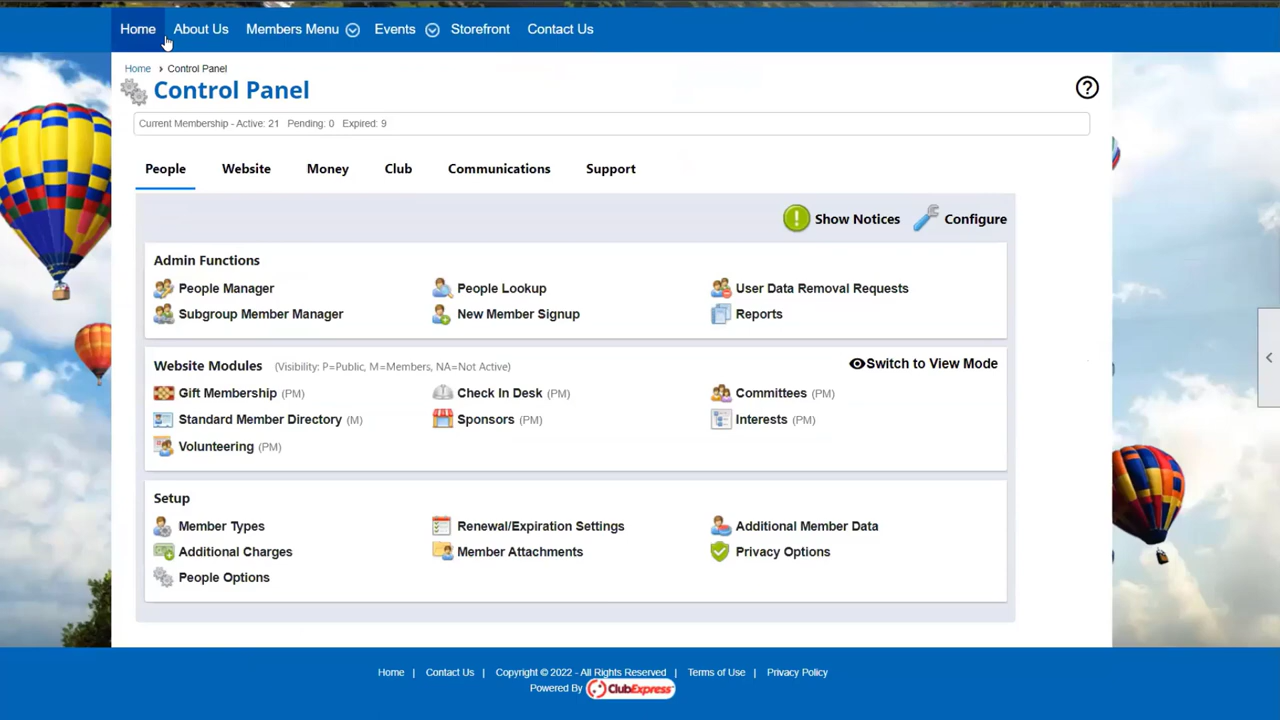 Home About Us Members Menu Events Storefront Contact Us
Home › Control Panel
Control Panel
?
Current Membership - Active: 21 Pending: 0 Expired: 9
People Website Money Club Communications Support
! Show Notices Configure
Admin Functions
People Manager People Lookup User Data Removal Requests
Subgroup Member Manager New Member Signup Reports
Website Modules (Visibility: P=Public, M=Members, NA=Not Active) Switch to View Mode
Gift Membership (PM) Check In Desk (PM) Committees (PM)
Standard Member Directory (M) Sponsors (PM) Interests (PM)
Volunteering (PM)
Setup
Member Types Renewal/Expiration Settings Additional Member Data
Additional Charges Member Attachments Privacy Options
People Options
Home | Contact Us | Copyright © 2022 - All Rights Reserved | Terms of Use | Privacy Policy
Powered By ClubExpress